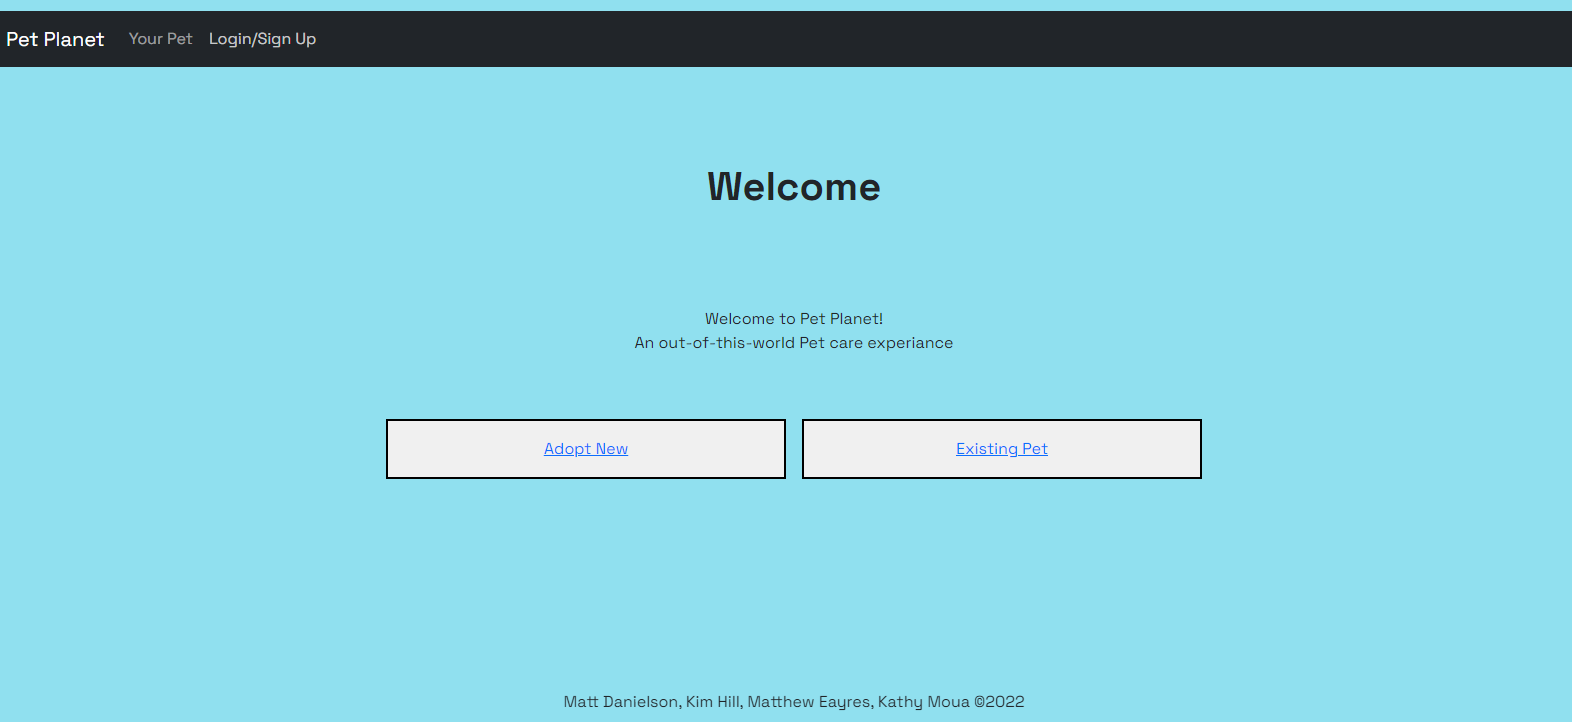 Pet Planet Your Pet Login/Sign Up
Welcome
Welcome to Pet Planet!
An out-of-this-world Pet care experiance
Adopt New Existing Pet
Matt Danielson, Kim Hill, Matthew Eayres, Kathy Moua ©2022